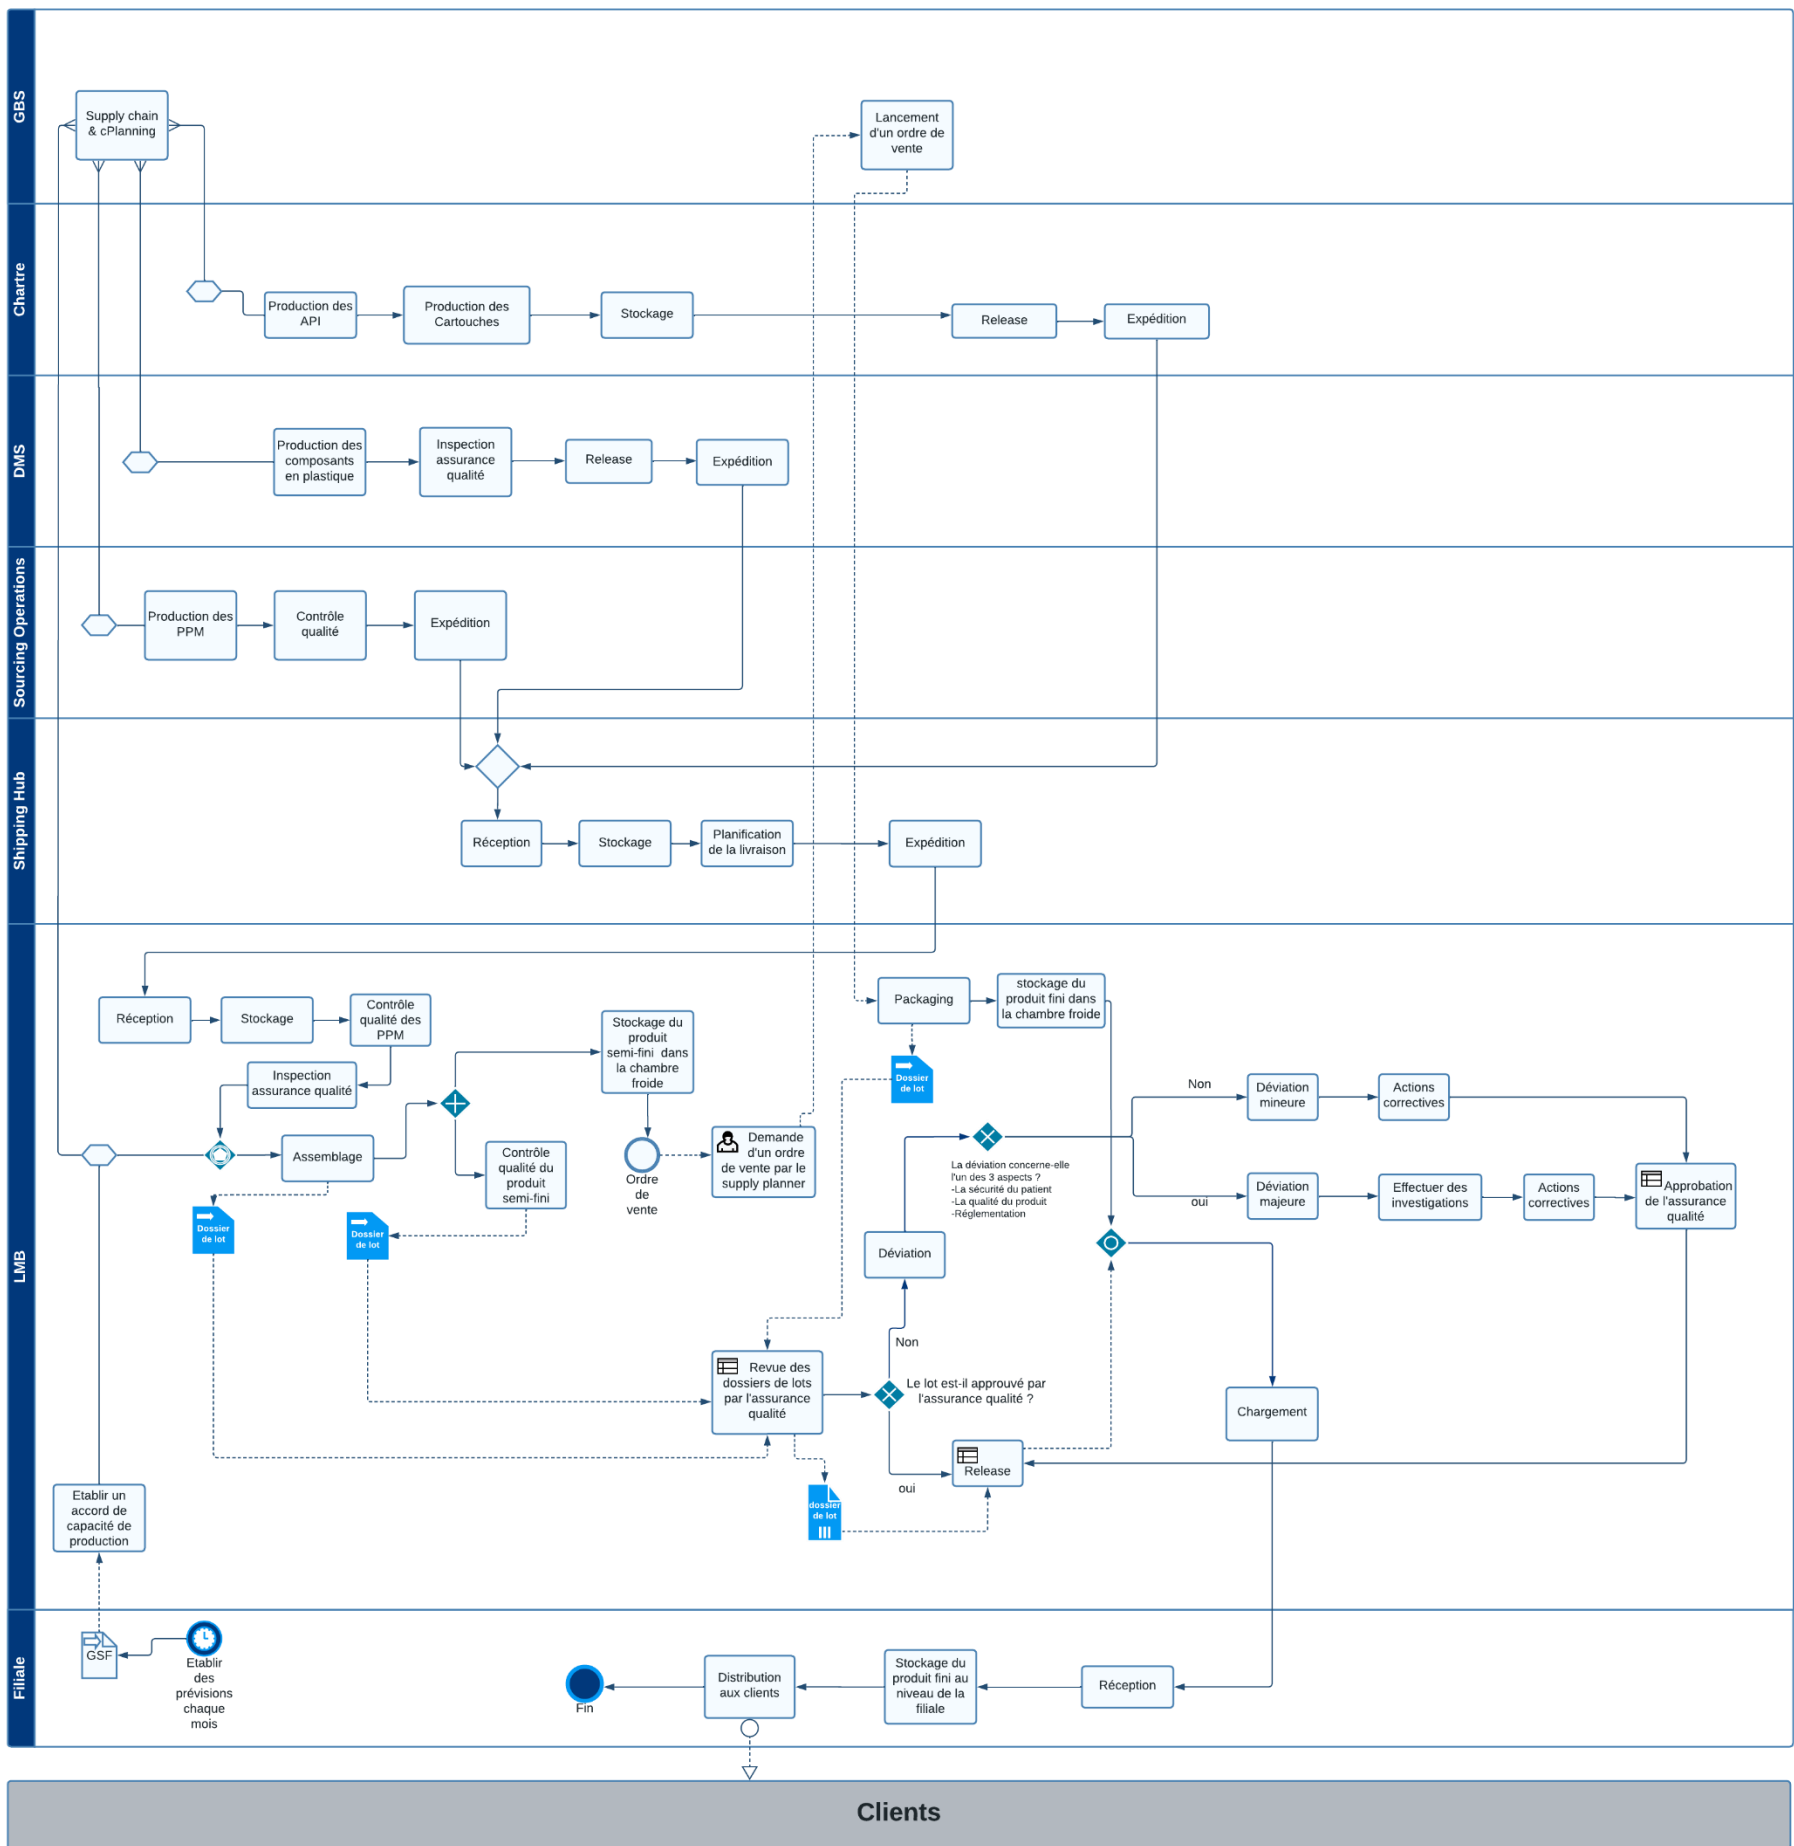 GBS
Supply chain
& cPlanning
Lancement
d'un ordre de
vente
Chartre
Production des
API
Production des
Cartouches
Stockage
Release
Expédition
DMS
Production des
composants
en plastique
Inspection
assurance
qualité
Release
Expédition
Sourcing Operations
Production des
PPM
Contrôle
qualité
Expédition
Shipping Hub
Réception
Stockage
Planification
de la livraison
Expédition
LMB
Réception
Stockage
Contrôle
qualité des
PPM
Inspection
assurance qualité
Assemblage
Dossier
de lot
Dossier
de lot
Contrôle
qualité du
produit
semi-fini
Stockage du
produit
semi-fini dans
la chambre
froide
Ordre
de
vente
Demande
d'un ordre
de vente par le
supply planner
Packaging
stockage du
produit fini dans
la chambre froide
Dossier
de lot
La déviation concerne-elle
l'un des 3 aspects ?
-La sécurité du patient
-La qualité du produit
-Réglementation
Non
Déviation
mineure
Actions
correctives
oui
Déviation
majeure
Effectuer des
investigations
Actions
correctives
Approbation
de l'assurance
qualité
Déviation
Non
Revue des
dossiers de lots
par l'assurance
qualité
Le lot est-il approuvé par
l'assurance qualité ?
oui
Release
dossier
de lot
Chargement
Etablir un
accord de
capacité de
production
Filiale
GSF
Etablir
des
prévisions
chaque
mois
Fin
Distribution
aux clients
Stockage du
produit fini au
niveau de la
filiale
Réception
Clients